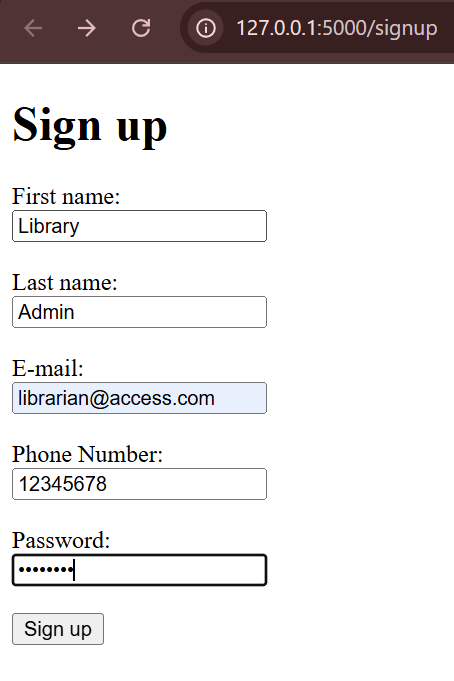 127.0.0.1:5000/signup
Sign up
First name:
Library
Last name:
Admin
E-mail:
librarian@access.com
Phone Number:
12345678
Password:
••••••••
Sign up